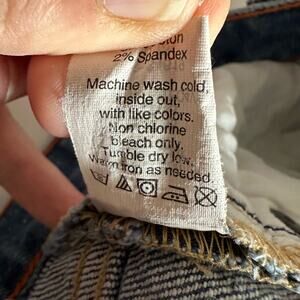 2% Spandex
Machine wash cold,
inside out,
with like colors.
Non chlorine
bleach only.
Tumble dry low.
Warm iron as needed